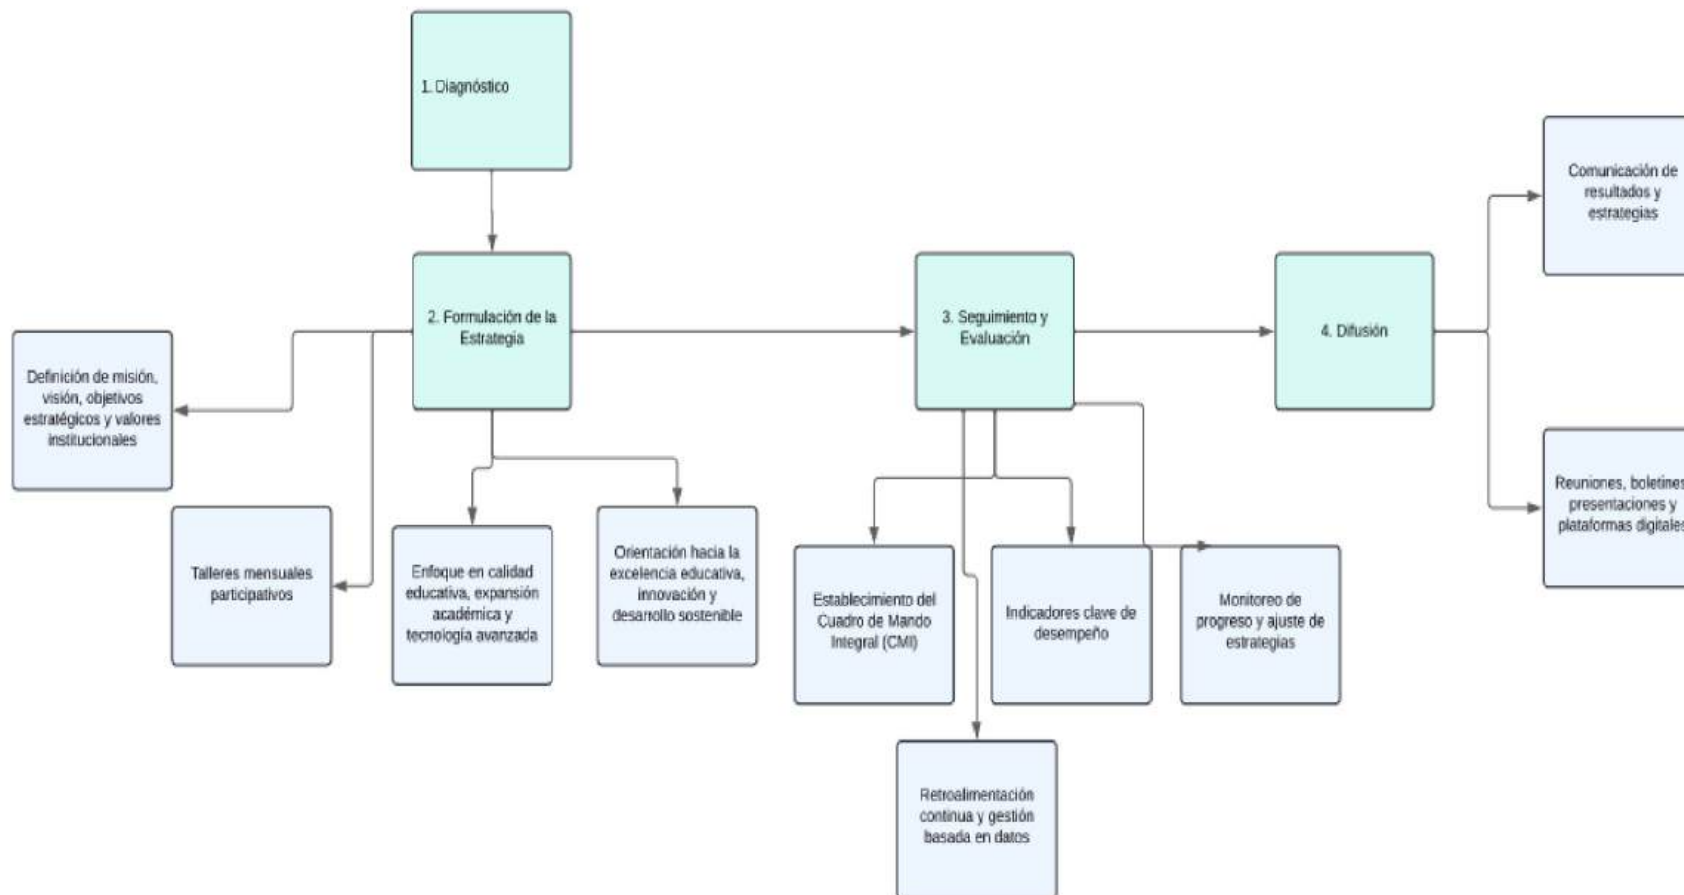 1. Diagnóstico
2. Formulación de la
Estrategia
3. Seguimiento y
Evaluación
4. Difusión
Comunicación de
resultados y
estrategias
Reuniones, boletines
presentaciones y
plataformas digitales
Definición de misión,
visión, objetivos
estratégicos y valores
institucionales
Talleres mensuales
participativos
Enfoque en calidad
educativa, expansión
académica y
tecnología avanzada
Orientación hacia la
excelencia educativa,
innovación y
desarrollo sostenible
Establecimiento del
Cuadro de Mando
Integral (CMI)
Indicadores clave de
desempeño
Monitoreo de
progreso y ajuste de
estrategias
Retroalimentación
continua y gestión
basada en datos